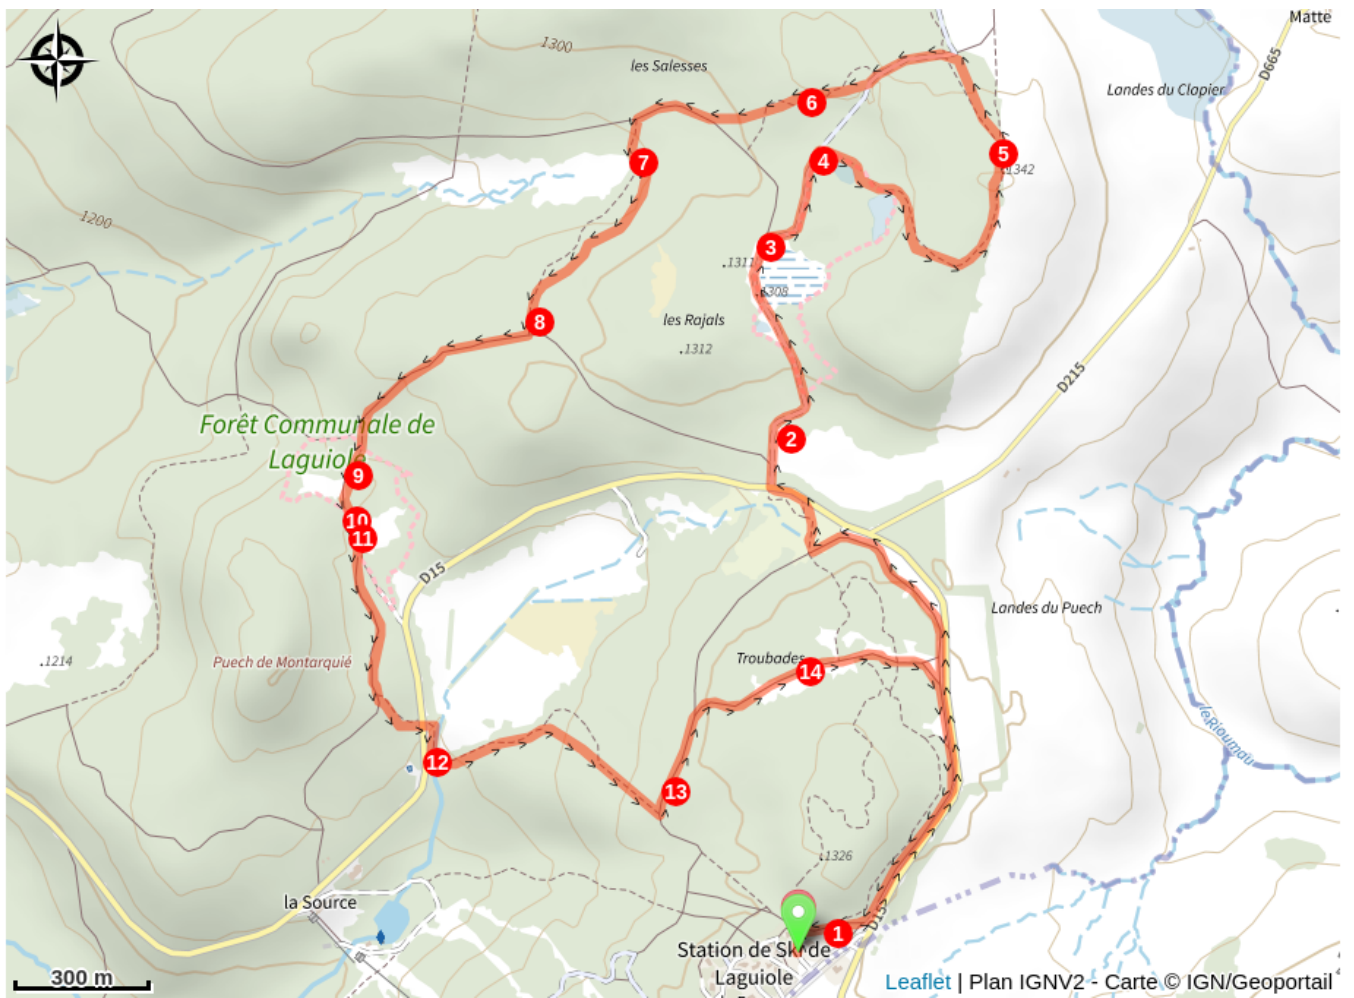 Matte
1300
les Salesses
D665
Landes du Clapier
6
7
4
5
1342
1200
3
1311
1308
8
les Rajals
1312
D215
Forêt Communale de
Laguiole
2
9
10
11
D15
Landes du Puech
1214
Puech de Montarquié
Troubades
14
le Rioumau
12
13
1326
la Source
1
D15
Station de Ski de
Laguiole
300 m
Leaflet | Plan IGNV2 - Carte © IGN/Geoportail